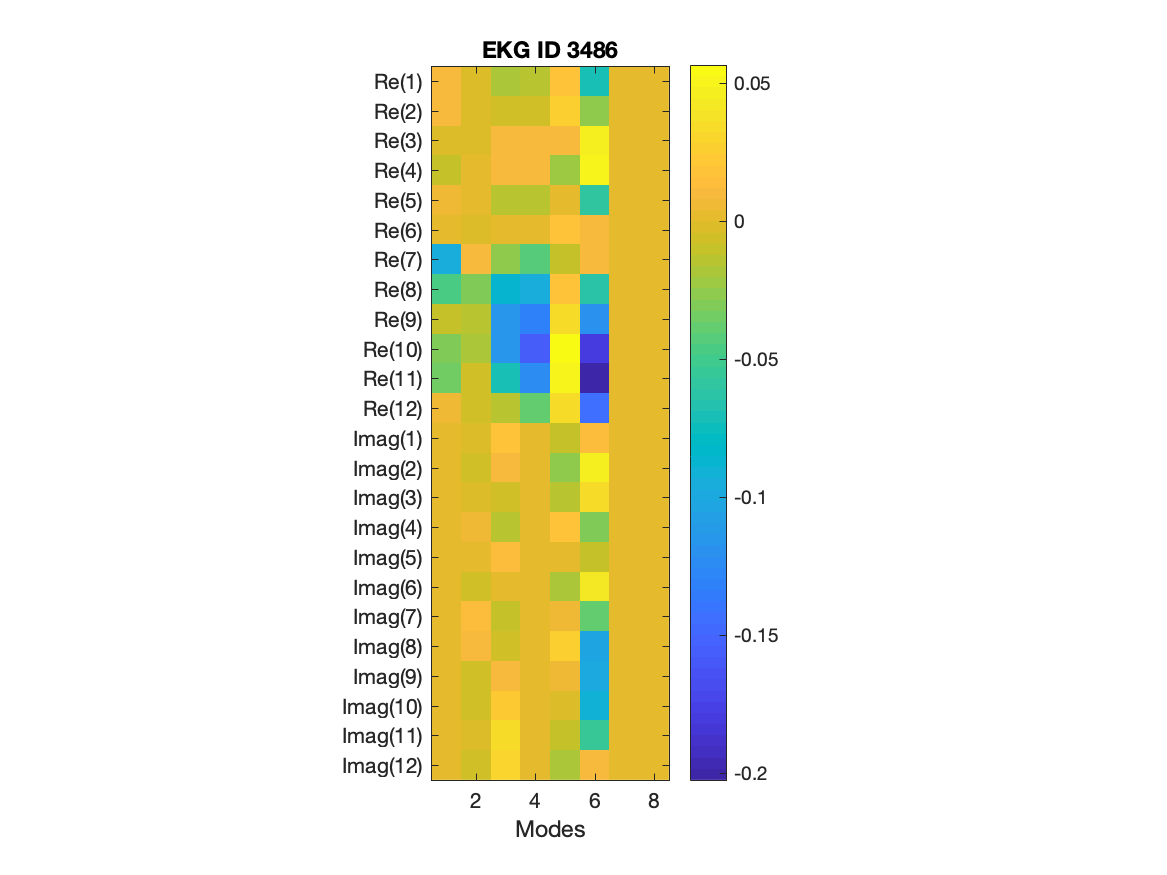 EKG ID 3486
Re(1)
Re(2)
Re(3)
Re(4)
Re(5)
Re(6)
Re(7)
Re(8)
Re(9)
Re(10)
Re(11)
Re(12)
Imag(1)
Imag(2)
Imag(3)
Imag(4)
Imag(5)
Imag(6)
Imag(7)
Imag(8)
Imag(9)
Imag(10)
Imag(11)
Imag(12)
2 4 6 8
Modes
0.05
0
-0.05
-0.1
-0.15
-0.2